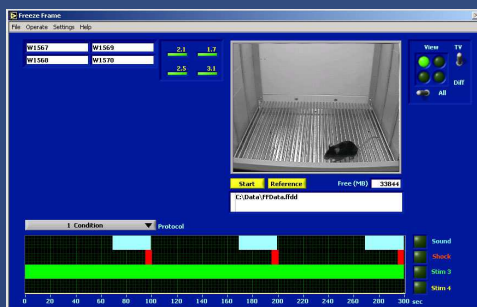 Freeze Frame
File Operate Settings Help
W1567 W1569
W1568 W1570
2.1 1.7
2.5 3.1
View TV
Diff
All
Start Reference Free (MB) 33844
C:\Data\FFData.ffdd
1 Condition Protocol
Sound
Shock
Stim 3
Stim 4
0 20 40 60 80 100 120 140 160 180 200 220 240 260 280 300 sec